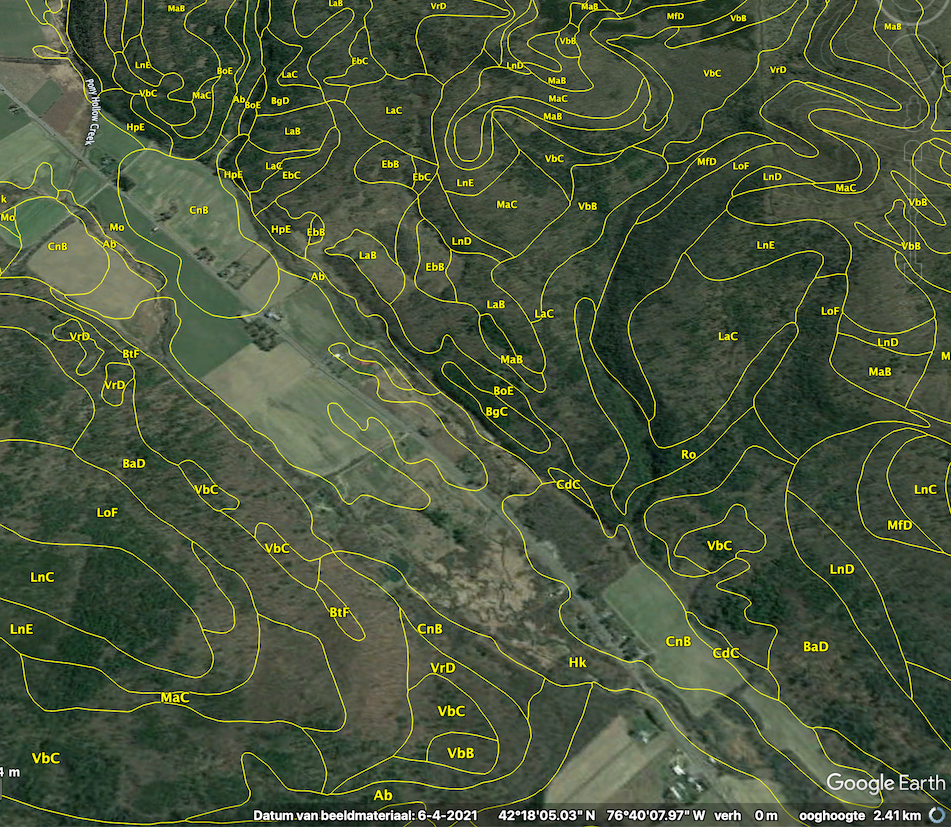 MaB
LaB
VrD
MaB
MfD
VbB
MaB
VbB
LnE
BoE
LaC
EbC
LnD
MaB
VbC
VrD
VbC
MaC
Ab
BoE
BgD
LaC
MaC
MaB
Pony Hollow Creek
HpE
LaB
LaC
EbC
EbB
EbC
VbC
MfD
LoF
LnD
HpE
LnE
MaC
k
CnB
MaC
VbB
VbB
Mo
Mo
HpE
EbB
CnB
Ab
LaB
LnD
LnE
VbB
EbB
Ab
LaB
LaC
LoF
VrD
BtF
LaC
LnD
MaB
M
VrD
MaB
BoE
BgC
BaD
Ro
VbC
CdC
LnC
LoF
MfD
VbC
VbC
LnD
LnC
BtF
LnE
CnB
CnB
CdC
BaD
Hk
VrD
MaC
VbC
VbC
VbB
4 m
Ab
Google Earth
Datum van beeldmateriaal: 6-4-2021 42°18'05.03" N 76°40'07.97" W verh 0 m ooghoogte 2.41 km